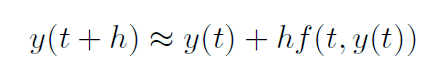 y(t + h) ≈ y(t) + hf(t, y(t))